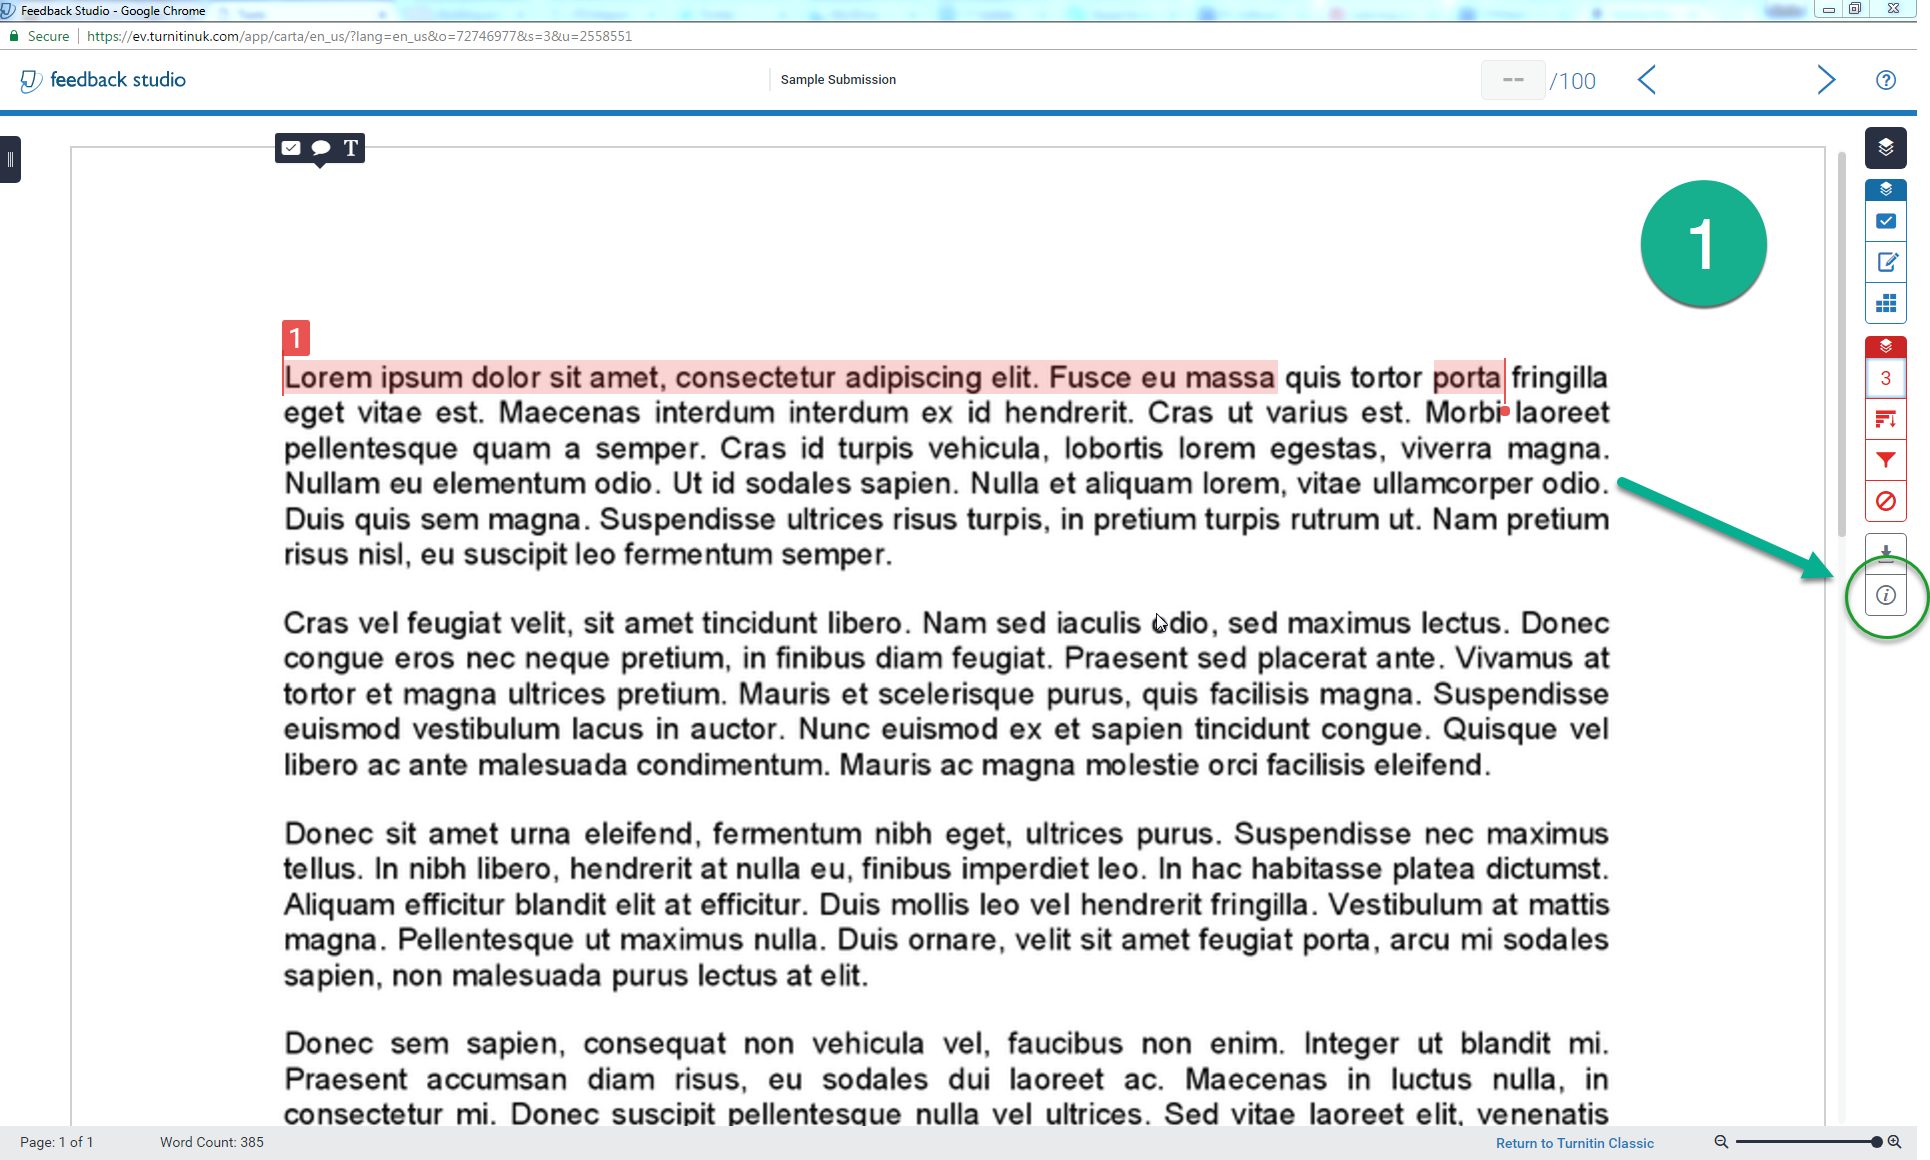 Feedback Studio - Google Chrome
Secure https://ev.turnitinuk.com/app/carta/en_us/?lang=en_us&o=72746977&s=3&u=2558551
feedback studio
Sample Submission
-- /100
T
1
1
3
Lorem ipsum dolor sit amet, consectetur adipiscing elit. Fusce eu massa quis tortor porta fringilla
eget vitae est. Maecenas interdum interdum ex id hendrerit. Cras ut varius est. Morbi laoreet
pellentesque quam a semper. Cras id turpis vehicula, lobortis lorem egestas, viverra magna.
Nullam eu elementum odio. Ut id sodales sapien. Nulla et aliquam lorem, vitae ullamcorper odio.
Duis quis sem magna. Suspendisse ultrices risus turpis, in pretium turpis rutrum ut. Nam pretium
risus nisl, eu suscipit leo fermentum semper.
Cras vel feugiat velit, sit amet tincidunt libero. Nam sed iaculis odio, sed maximus lectus. Donec
congue eros nec neque pretium, in finibus diam feugiat. Praesent sed placerat ante. Vivamus at
tortor et magna ultrices pretium. Mauris et scelerisque purus, quis facilisis magna. Suspendisse
euismod vestibulum lacus in auctor. Nunc euismod ex et sapien tincidunt congue. Quisque vel
libero ac ante malesuada condimentum. Mauris ac magna molestie orci facilisis eleifend.
Donec sit amet urna eleifend, fermentum nibh eget, ultrices purus. Suspendisse nec maximus
tellus. In nibh libero, hendrerit at nulla eu, finibus imperdiet leo. In hac habitasse platea dictumst.
Aliquam efficitur blandit elit at efficitur. Duis mollis leo vel hendrerit fringilla. Vestibulum at mattis
magna. Pellentesque ut maximus nulla. Duis ornare, velit sit amet feugiat porta, arcu mi sodales
sapien, non malesuada purus lectus at elit.
Donec sem sapien, consequat non vehicula vel, faucibus non enim. Integer ut blandit mi.
Praesent accumsan diam risus, eu sodales dui laoreet ac. Maecenas in luctus nulla, in
consectetur mi. Donec suscipit pellentesque nulla vel ultrices. Sed vitae laoreet elit, venenatis
Page: 1 of 1 Word Count: 385 Return to Turnitin Classic